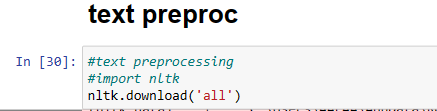 text preproc
In [30]: #text preprocessing
#import nltk
nltk.download('all')